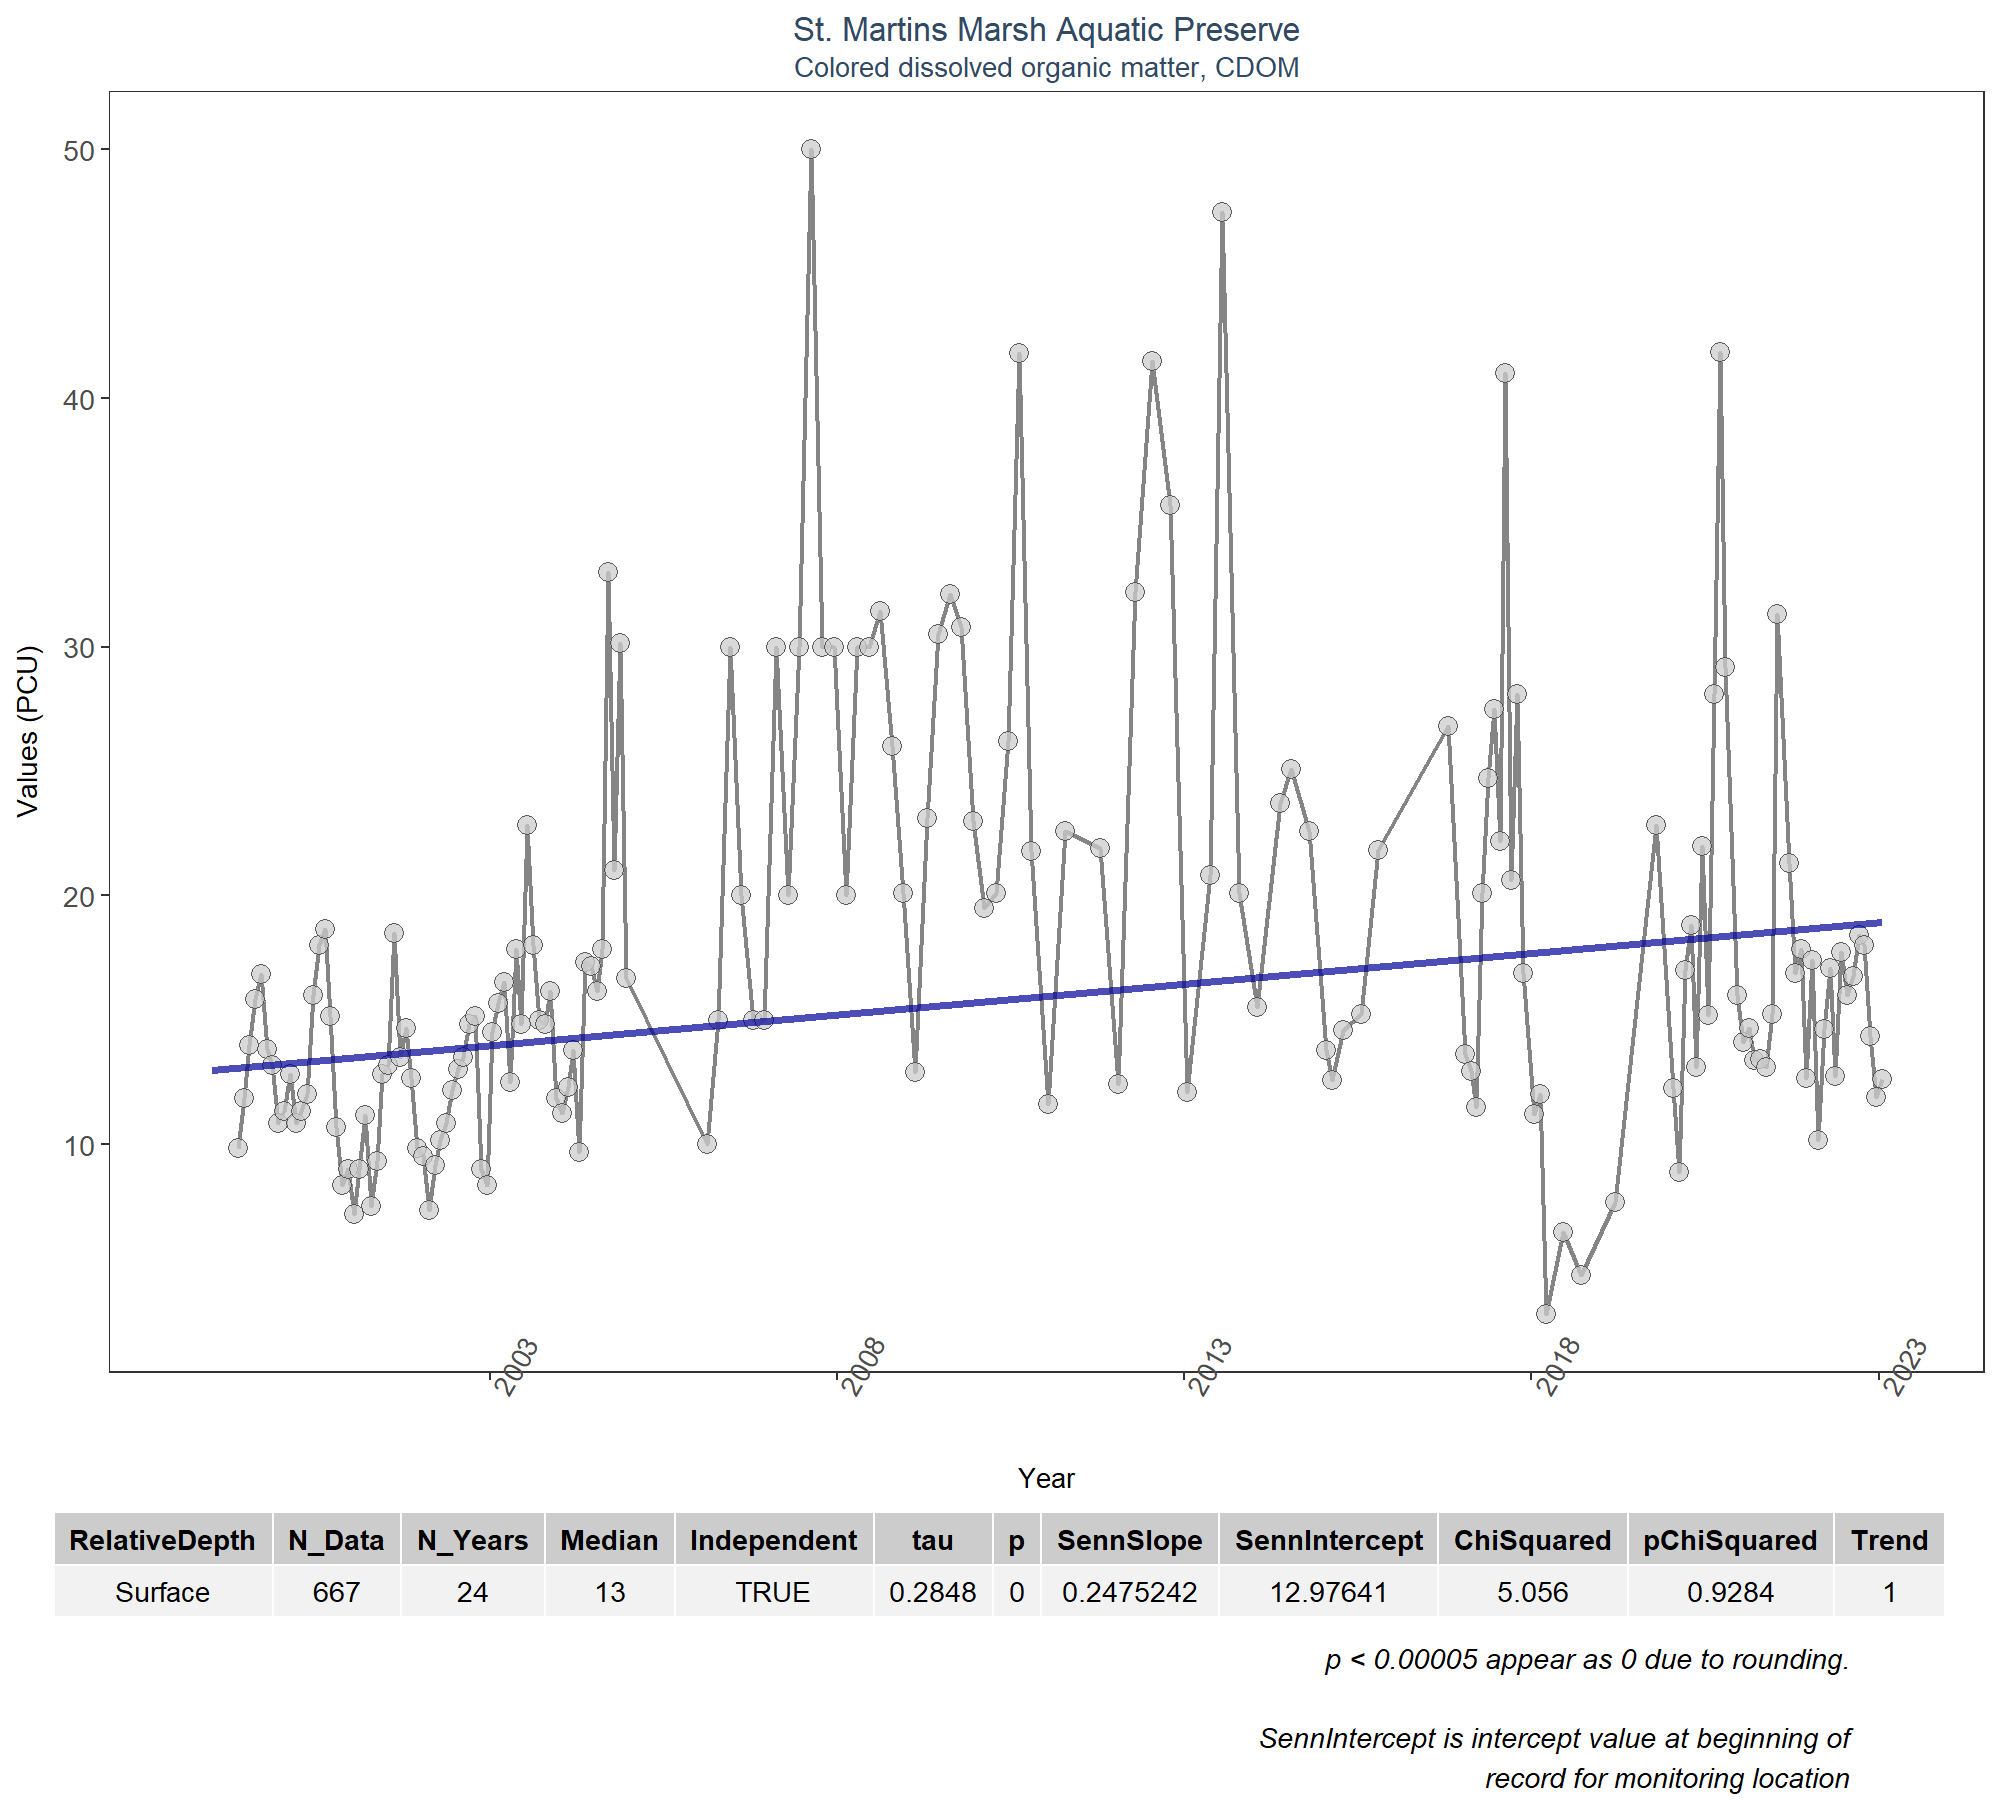 St. Martins Marsh Aquatic Preserve
Colored dissolved organic matter, CDOM
Values (PCU)
50
40
30
20
10
2003 2008 2013 2018 2023
Year
RelativeDepth N_Data N_Years Median Independent tau p SennSlope SennIntercept ChiSquared pChiSquared Trend
Surface 667 24 13 TRUE 0.2848 0 0.2475242 12.97641 5.056 0.9284 1
p < 0.00005 appear as 0 due to rounding.
SennIntercept is intercept value at beginning of
record for monitoring location